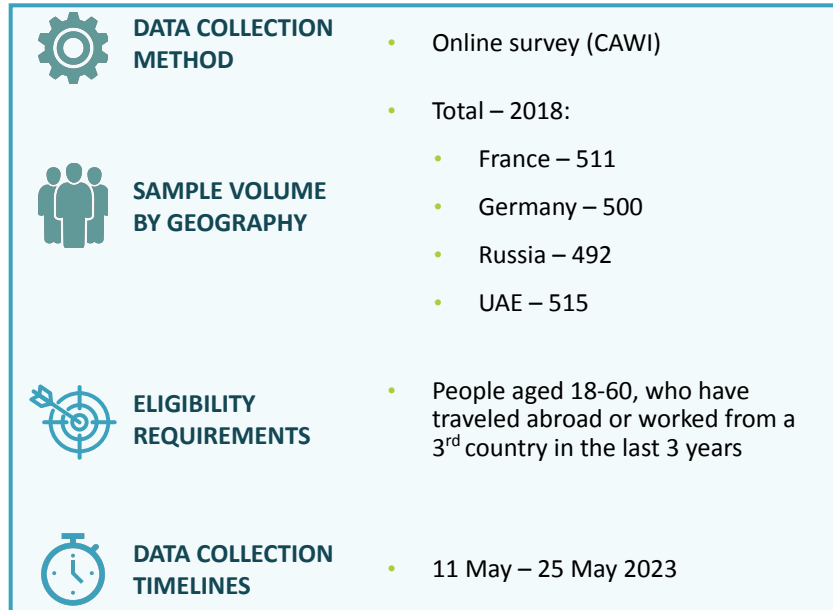 DATA COLLECTION
METHOD
• Online survey (CAWI)
SAMPLE VOLUME
BY GEOGRAPHY
• Total – 2018:
• France – 511
• Germany – 500
• Russia – 492
• UAE – 515
ELIGIBILITY
REQUIREMENTS
• People aged 18-60, who have
traveled abroad or worked from a
3rd country in the last 3 years
DATA COLLECTION
TIMELINES
• 11 May – 25 May 2023